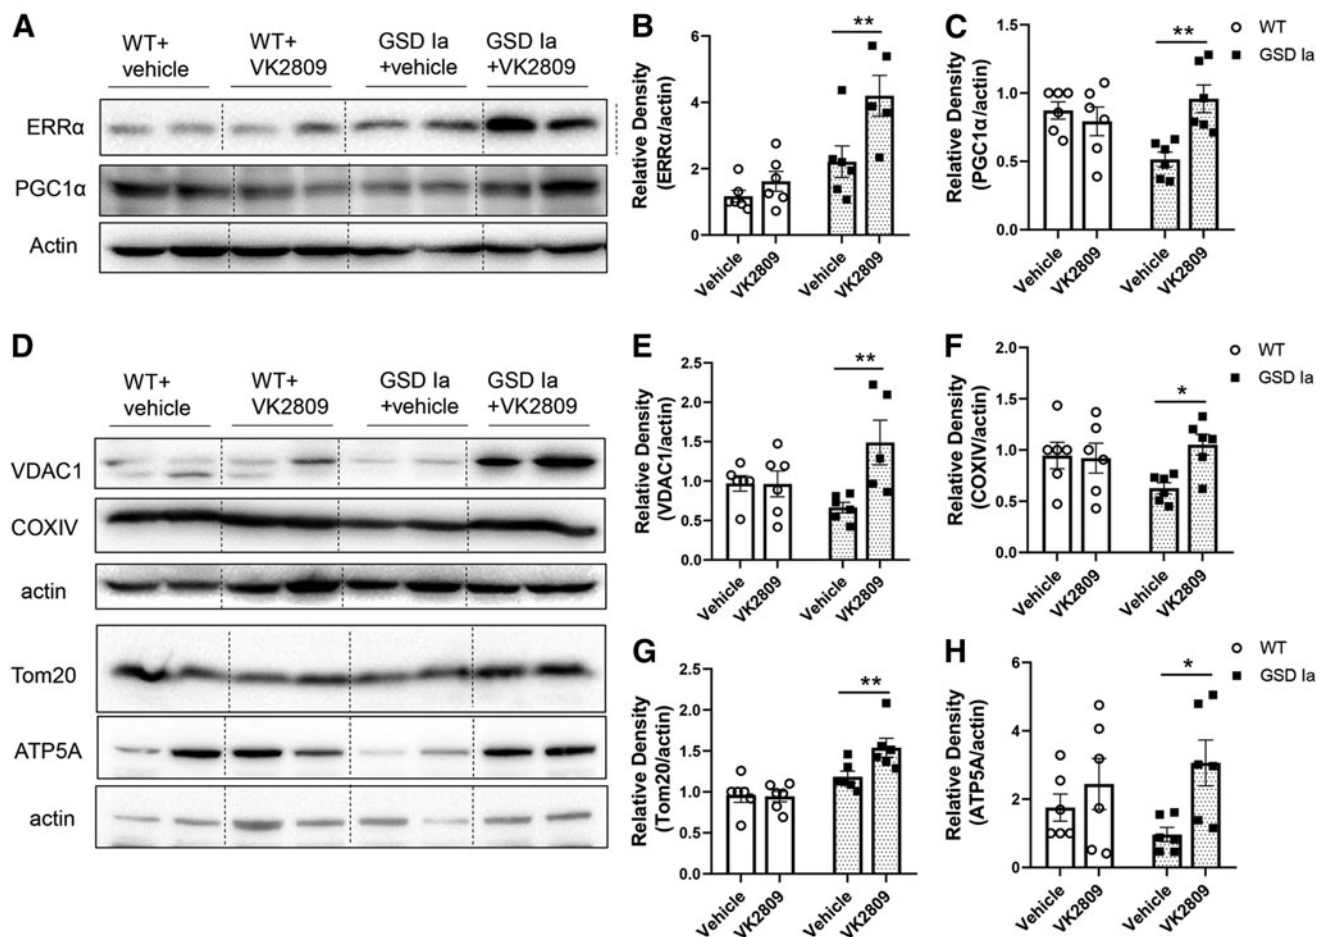 A
WT+
vehicle
WT+
VK2809
GSD Ia
+vehicle
GSD Ia
+VK2809
ERRα
PGC1α
Actin
B
Relative Density
(ERRα/actin)
6
4
2
0
**
Vehicle
VK2809
Vehicle
VK2809
C
Relative Density
(PGC1α/actin)
1.5
1.0
0.5
0.0
**
Vehicle
VK2809
Vehicle
VK2809
WT
GSD Ia
D
WT+
vehicle
WT+
VK2809
GSD Ia
+vehicle
GSD Ia
+VK2809
VDAC1
COXIV
actin
Tom20
ATP5A
actin
E
Relative Density
(VDAC1/actin)
2.5
2.0
1.5
1.0
0.5
0.0
**
Vehicle
VK2809
Vehicle
VK2809
F
Relative Density
(COXIV/actin)
2.0
1.5
1.0
0.5
0.0
*
Vehicle
VK2809
Vehicle
VK2809
WT
GSD Ia
G
Relative Density
(Tom20/actin)
2.5
2.0
1.5
1.0
0.5
0.0
**
Vehicle
VK2809
Vehicle
VK2809
H
Relative Density
(ATP5A/actin)
6
4
2
0
*
Vehicle
VK2809
Vehicle
VK2809
WT
GSD Ia